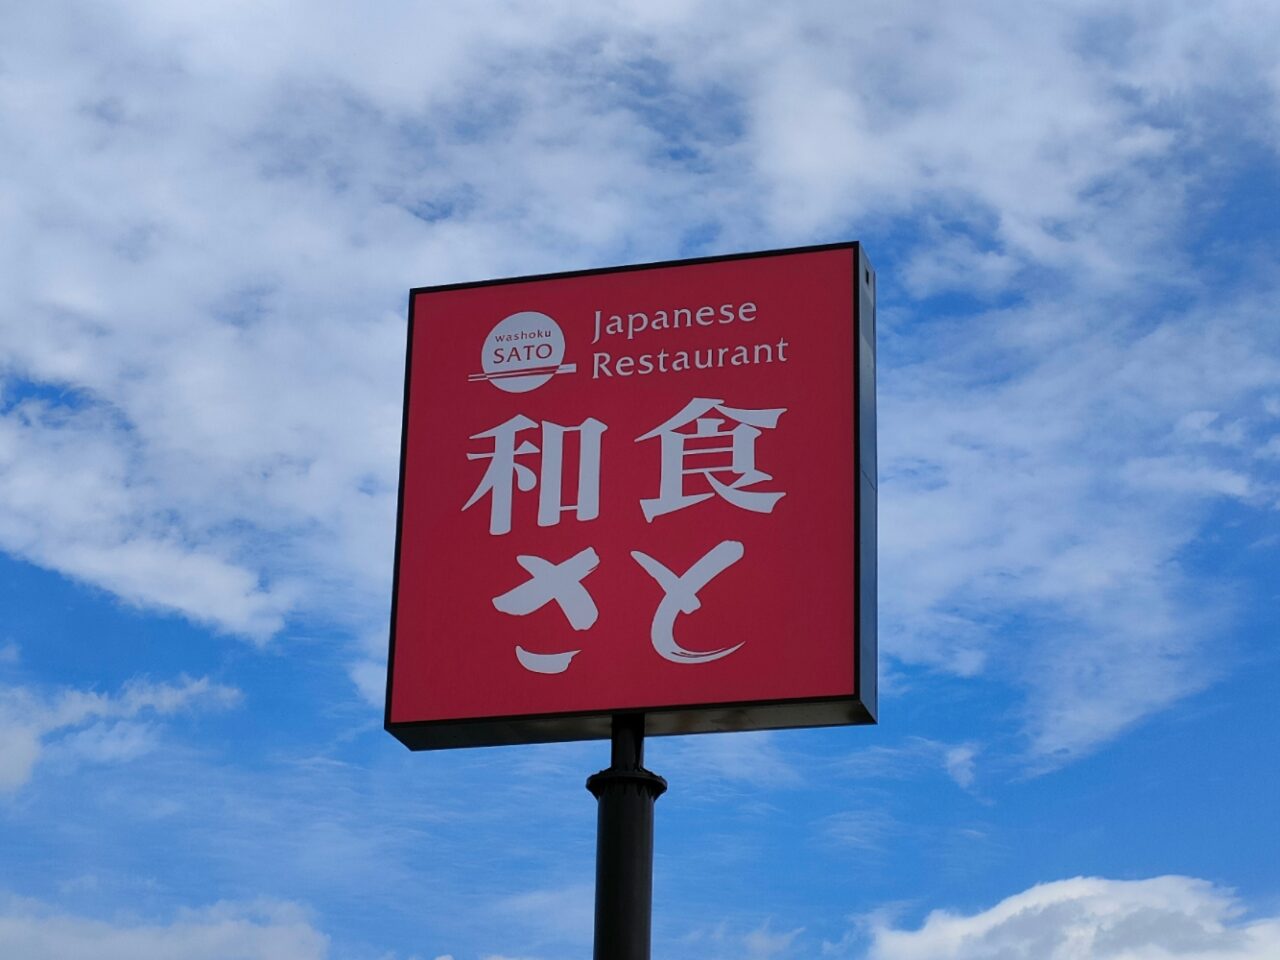 washoku
SATO
Japanese
Restaurant
和食
さと